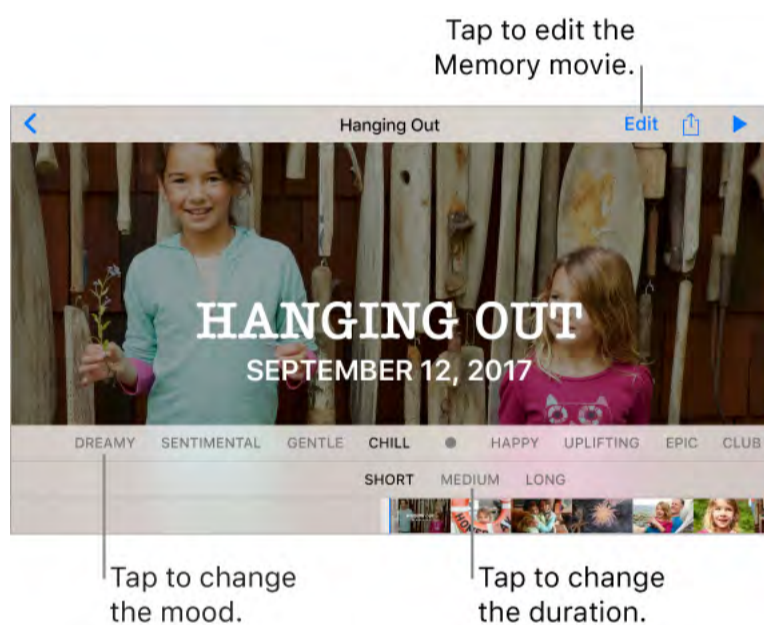 Tap to edit the
Memory movie.
Hanging Out
Edit
HANGING OUT
SEPTEMBER 12, 2017
DREAMY SENTIMENTAL GENTLE CHILL HAPPY UPLIFTING EPIC CLUB
SHORT MEDIUM LONG
Tap to change
the mood.
Tap to change
the duration.